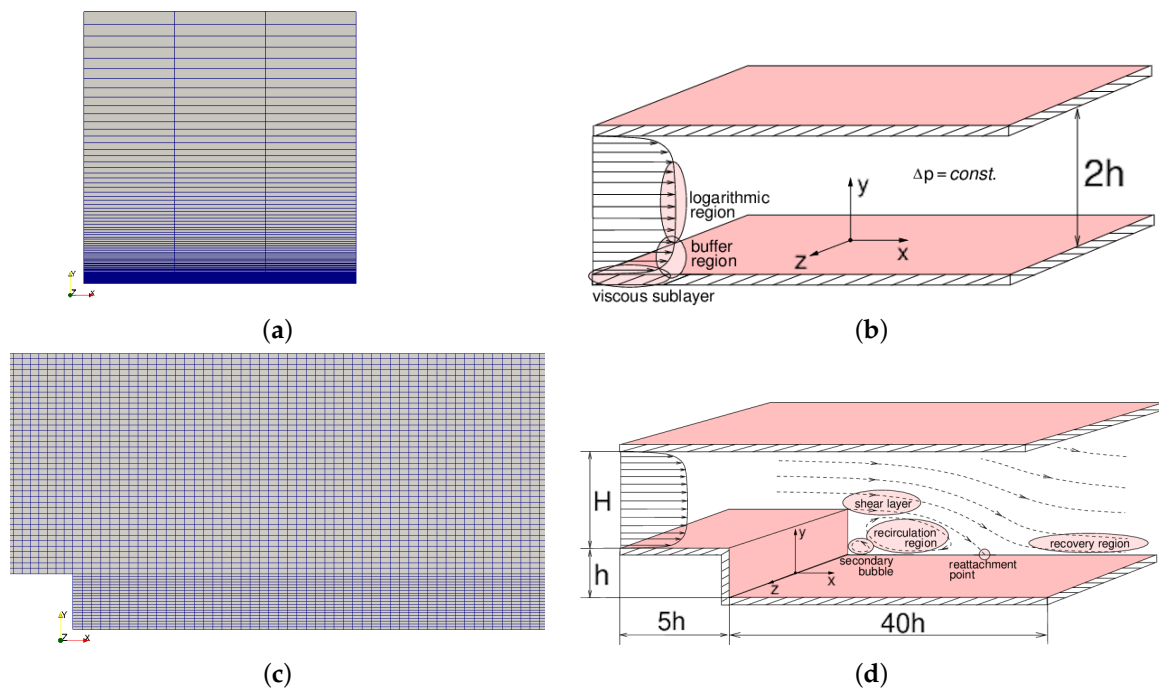 Y
Z
X
(a)
logarithmic
region
buffer
region
viscous sublayer
Δp = const.
y
x
z
2h
(b)
Y
Z
X
(c)
H
h
shear layer
recirculation
region
secondary
bubble
reattachment
point
recovery region
y
x
z
5h
40h
(d)